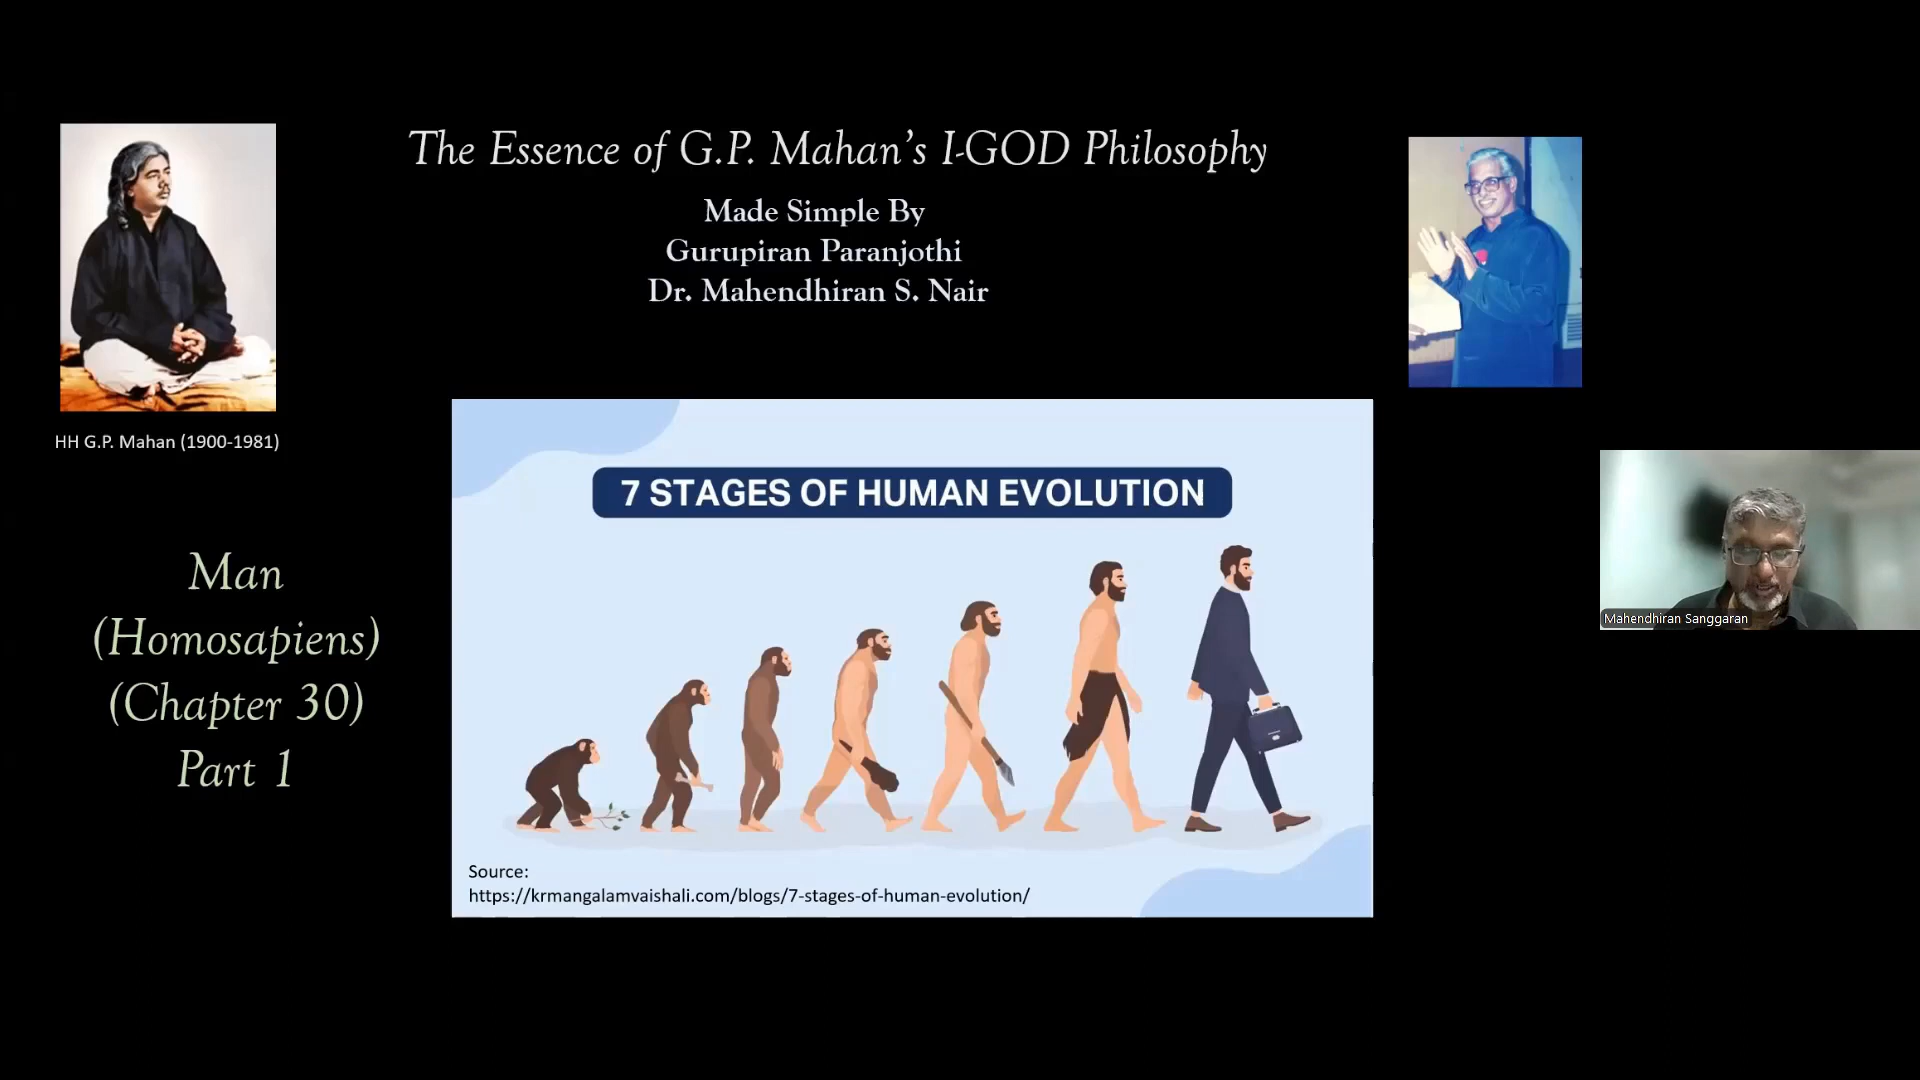 The Essence of G.P. Mahan's I-GOD Philosophy
Made Simple By
Gurupiran Paranjothi
Dr. Mahendhiran S. Nair
HH G.P. Mahan (1900-1981)
Man
(Homosapiens)
(Chapter 30)
Part 1
7 STAGES OF HUMAN EVOLUTION
Source:
https://krmangalamvaishali.com/blogs/7-stages-of-human-evolution/
Mahendhiran Sanggaran